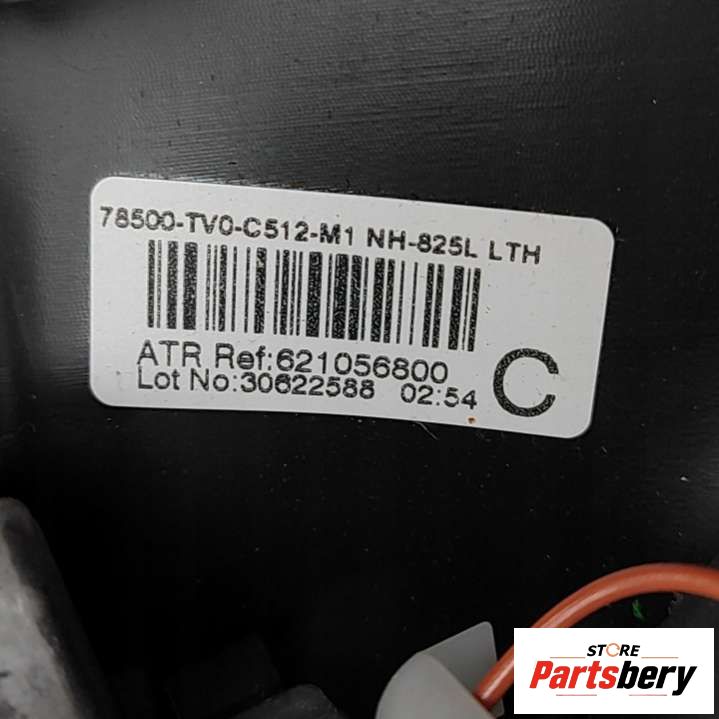 78500-TV0-C512-M1 NH-825L LTH
ATR Ref:621056800
Lot No:30622588 02:54
C
STORE
Partsbery